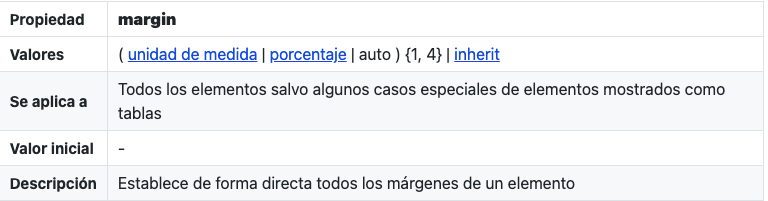 Propiedad margin
Valores ( unidad de medida | porcentaje | auto ) {1, 4} | inherit
Se aplica a Todos los elementos salvo algunos casos especiales de elementos mostrados como
tablas
Valor inicial -
Descripción Establece de forma directa todos los márgenes de un elemento